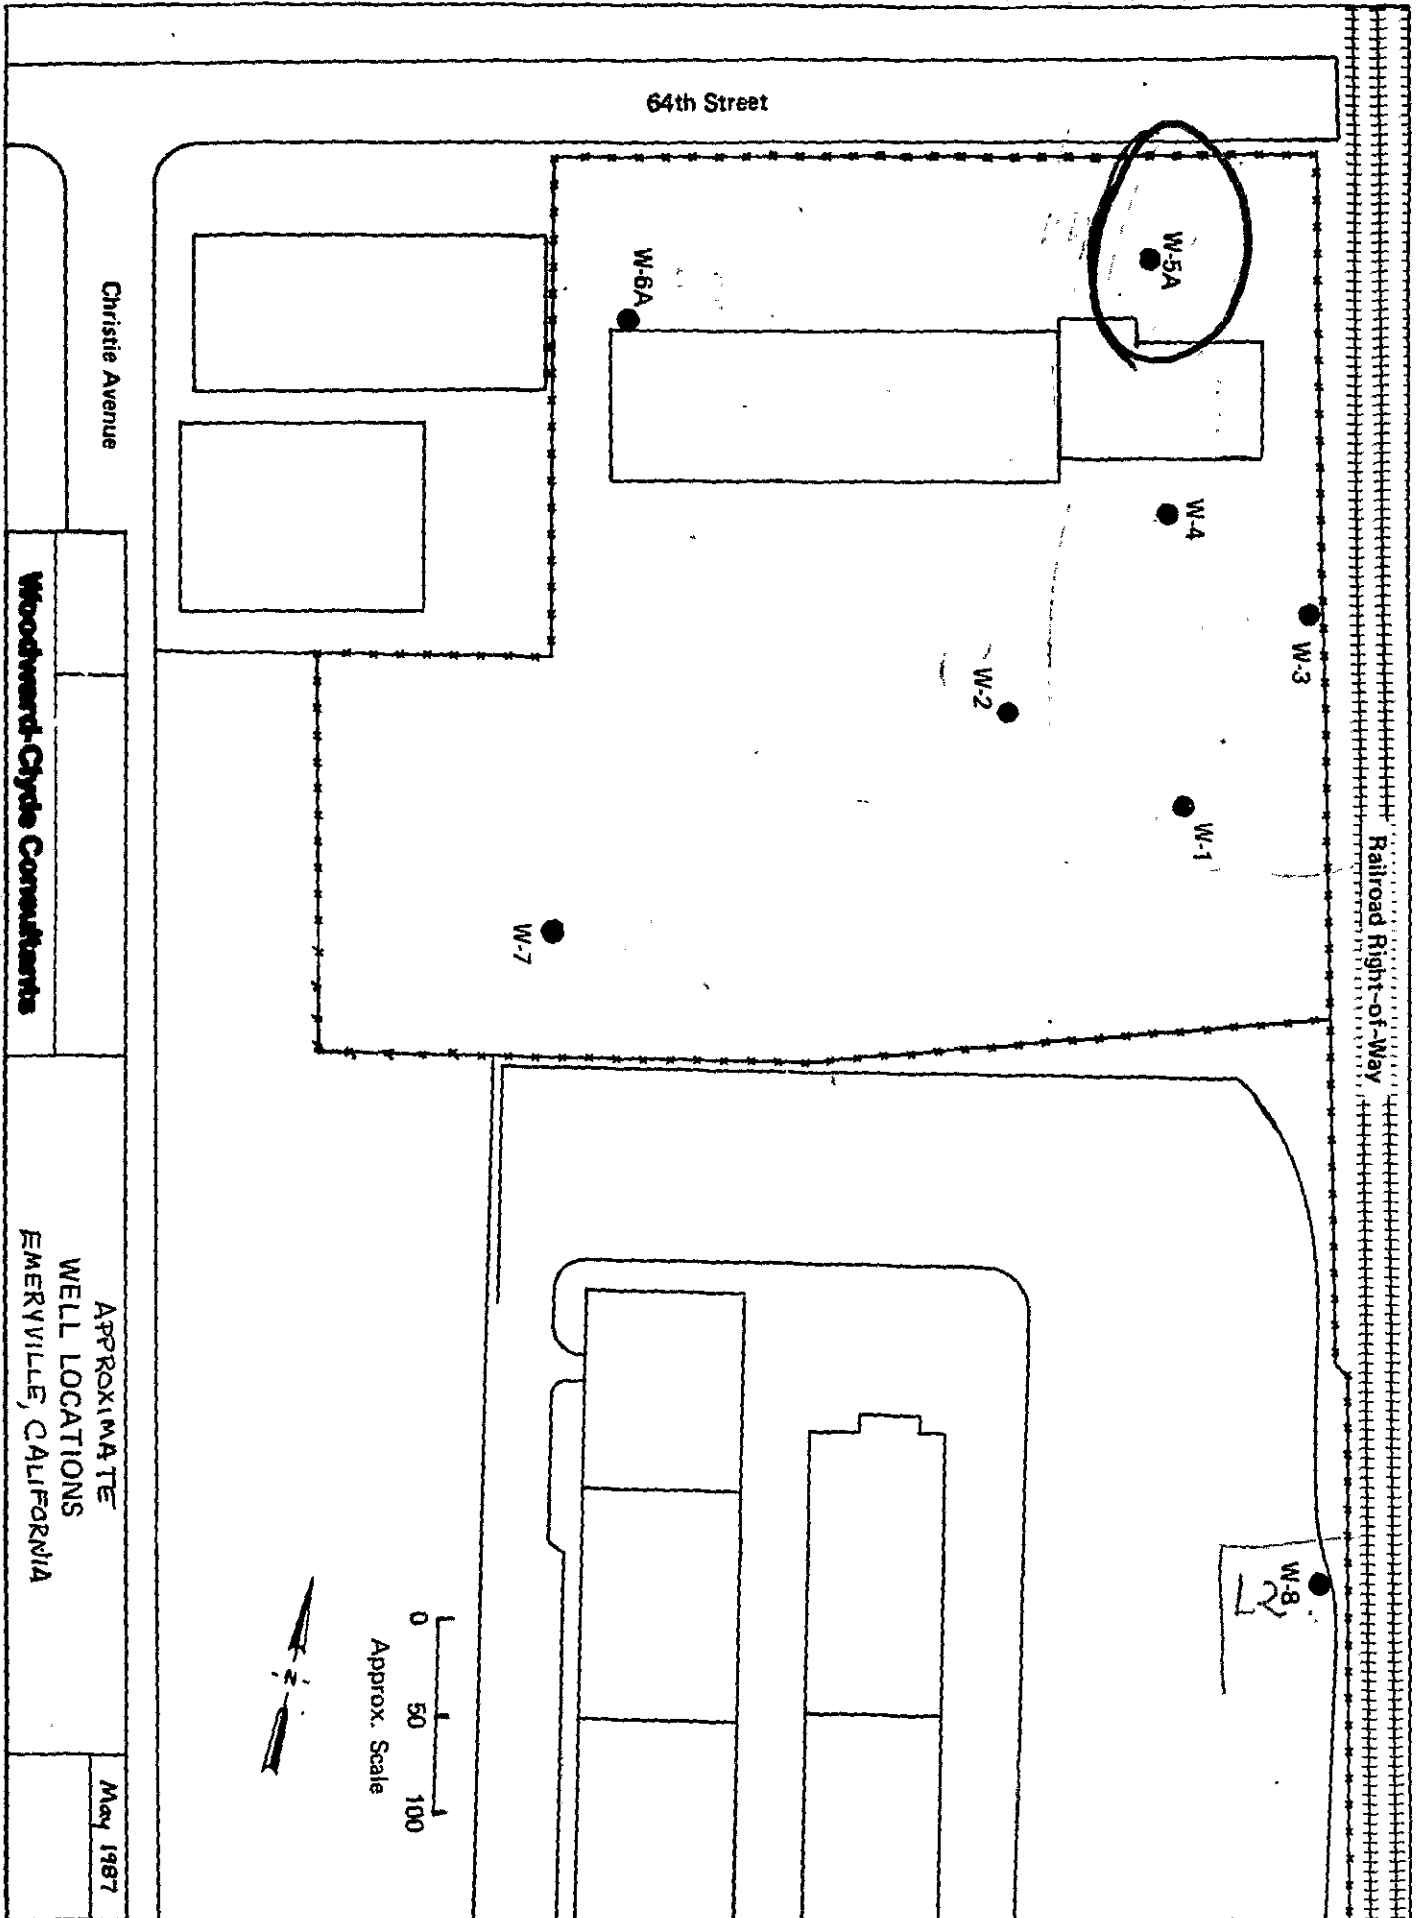 64th Street
Christie Avenue
Railroad Right-of-Way
W-5A
W-6A
W-4
W-3
W-2
W-1
W-7
W-8
N
0 50 100
Approx. Scale
Woodward-Clyde Consultants
APPROXIMATE
WELL LOCATIONS
EMERYVILLE, CALIFORNIA
May 1987